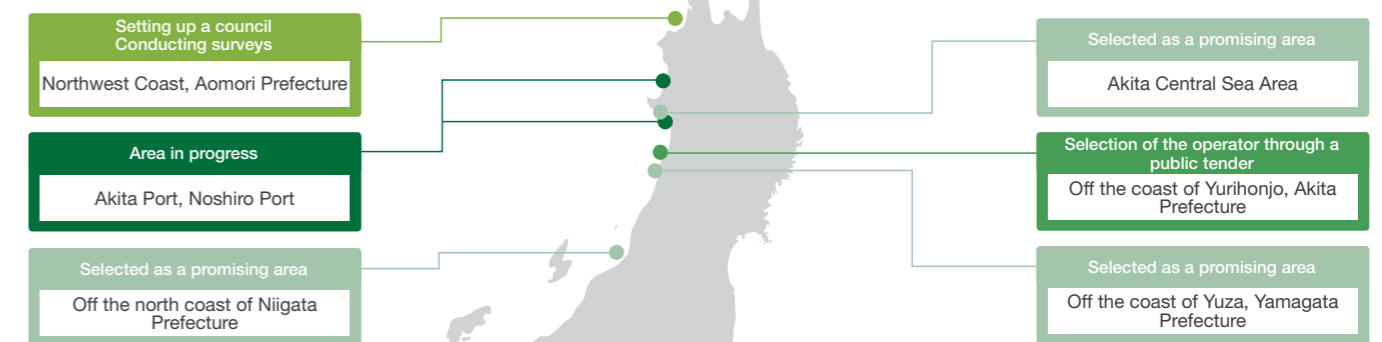 Setting up a council
Conducting surveys
Northwest Coast, Aomori Prefecture
Area in progress
Akita Port, Noshiro Port
Selected as a promising area
Off the north coast of Niigata
Prefecture
Selected as a promising area
Akita Central Sea Area
Selection of the operator through a
public tender
Off the coast of Yurihonjo, Akita
Prefecture
Selected as a promising area
Off the coast of Yuza, Yamagata
Prefecture